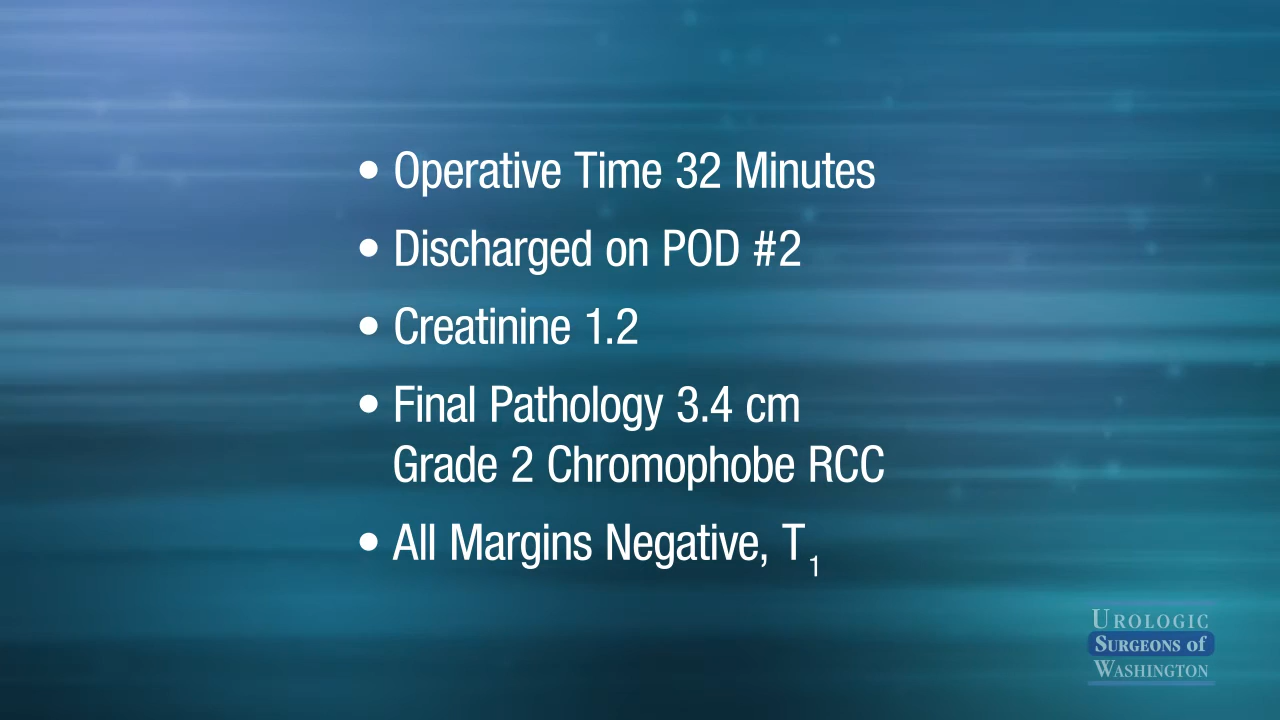 • Operative Time 32 Minutes
• Discharged on POD #2
• Creatinine 1.2
• Final Pathology 3.4 cm
Grade 2 Chromophobe RCC
• All Margins Negative, T₁
UROLOGIC
SURGEONS of
WASHINGTON